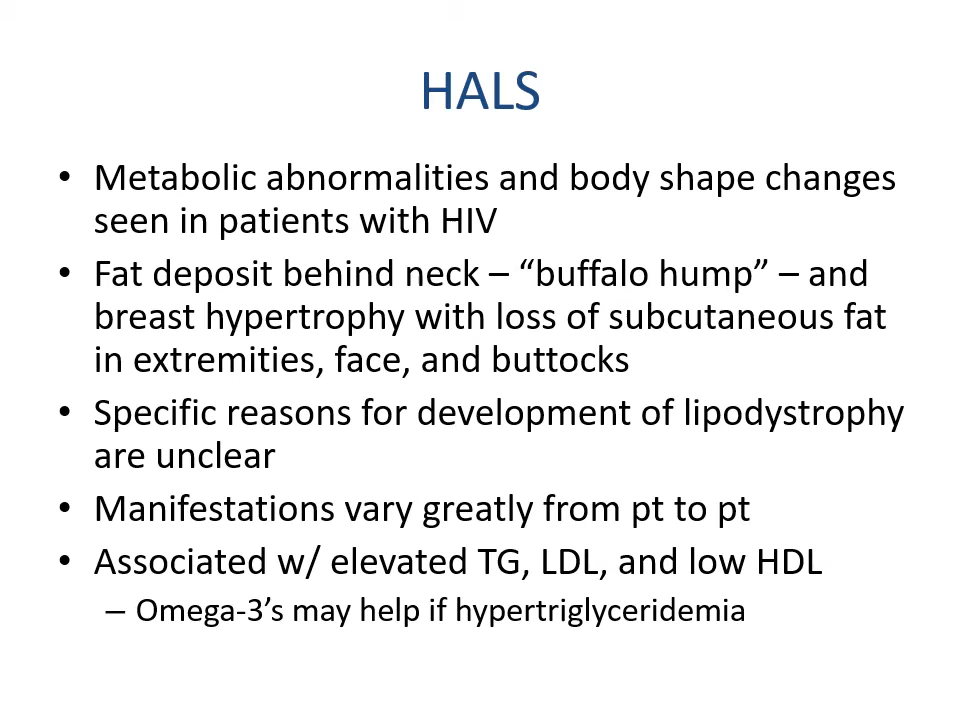 HALS
• Metabolic abnormalities and body shape changes
seen in patients with HIV
• Fat deposit behind neck – “buffalo hump” – and
breast hypertrophy with loss of subcutaneous fat
in extremities, face, and buttocks
• Specific reasons for development of lipodystrophy
are unclear
• Manifestations vary greatly from pt to pt
• Associated w/ elevated TG, LDL, and low HDL
– Omega-3’s may help if hypertriglyceridemia